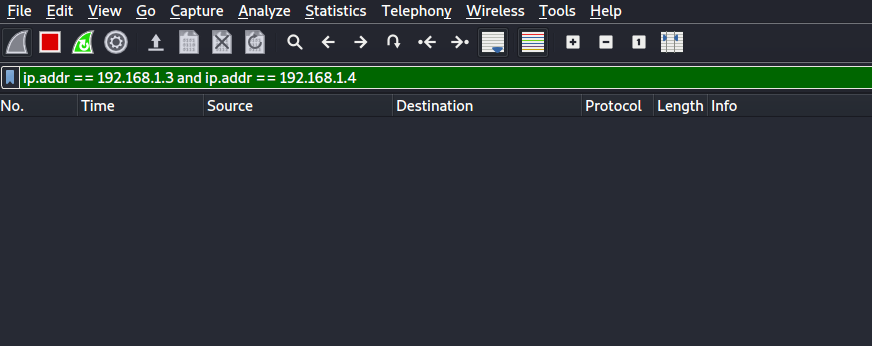 File Edit View Go Capture Analyze Statistics Telephony Wireless Tools Help
1
ip.addr == 192.168.1.3 and ip.addr == 192.168.1.4
No. Time Source Destination Protocol Length Info